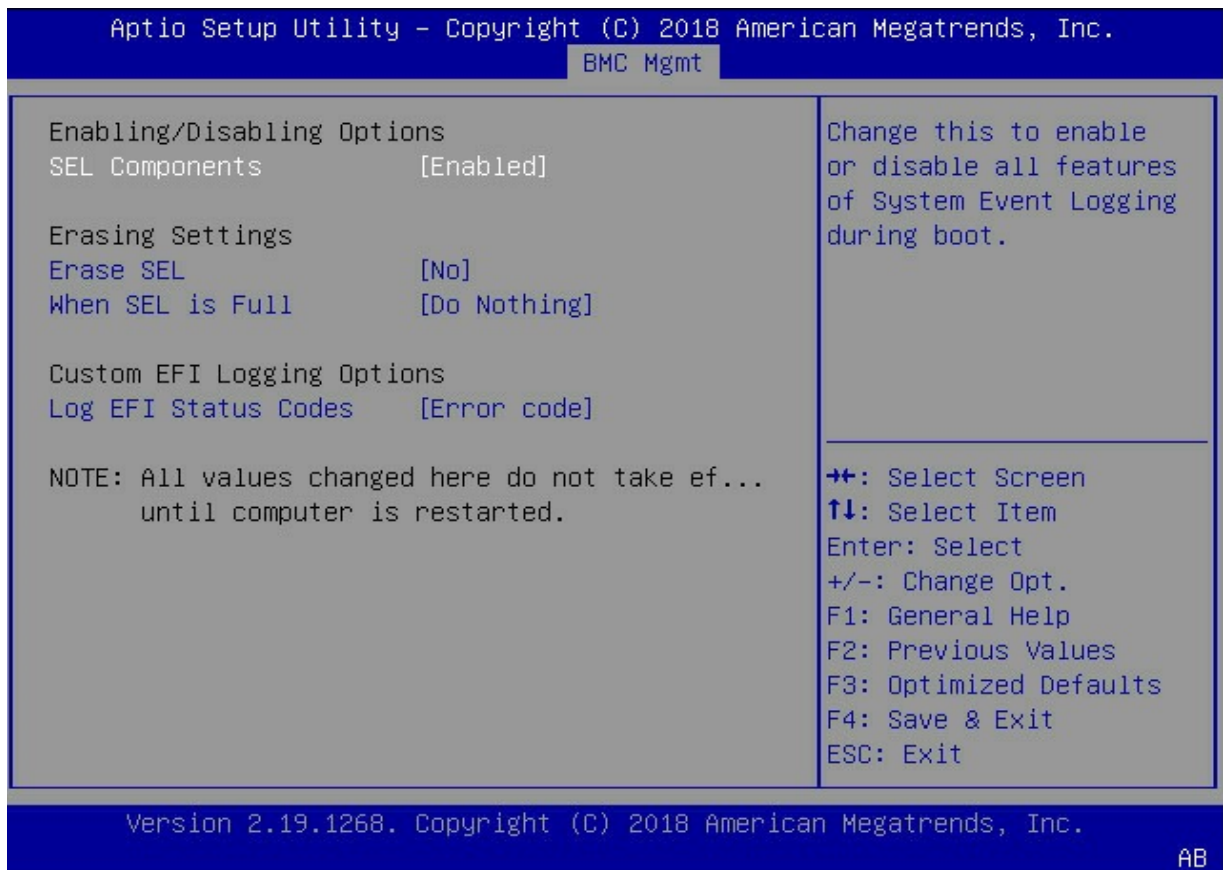 Aptio Setup Utility – Copyright (C) 2018 American Megatrends, Inc.
BMC Mgmt
Enabling/Disabling Options
SEL Components [Enabled]
Erasing Settings
Erase SEL [No]
When SEL is Full [Do Nothing]
Custom EFI Logging Options
Log EFI Status Codes [Error code]
NOTE: All values changed here do not take ef...
until computer is restarted.
Change this to enable
or disable all features
of System Event Logging
during boot.
→←: Select Screen
↑↓: Select Item
Enter: Select
+/-: Change Opt.
F1: General Help
F2: Previous Values
F3: Optimized Defaults
F4: Save & Exit
ESC: Exit
Version 2.19.1268. Copyright (C) 2018 American Megatrends, Inc.
AB